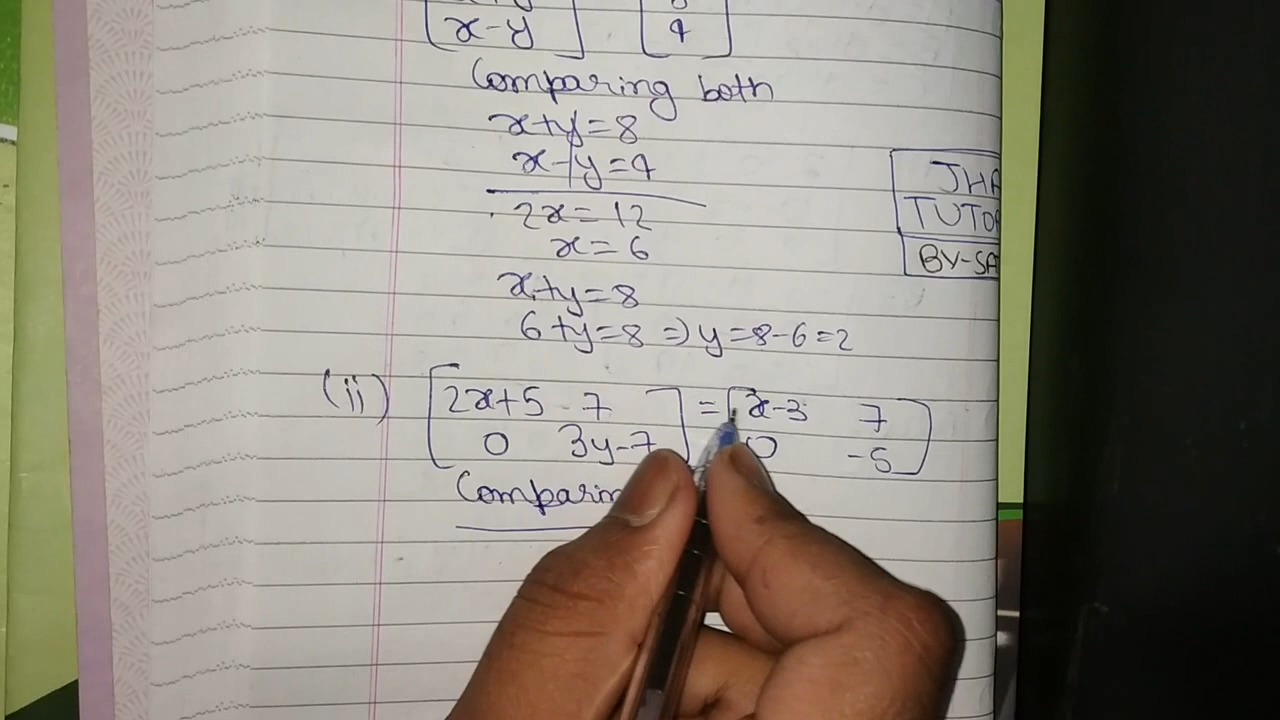 x-y 4
Comparing both
x+y=8
x-y=4
2x=12
x=6
x+y=8
6+y=8 ⇒ y=8-6=2
(ii) [2x+5 7 ] = [x-3 7 ]
[0 3y-7] [0 -5]
Comparin
JHA
TUTO
BY-SA